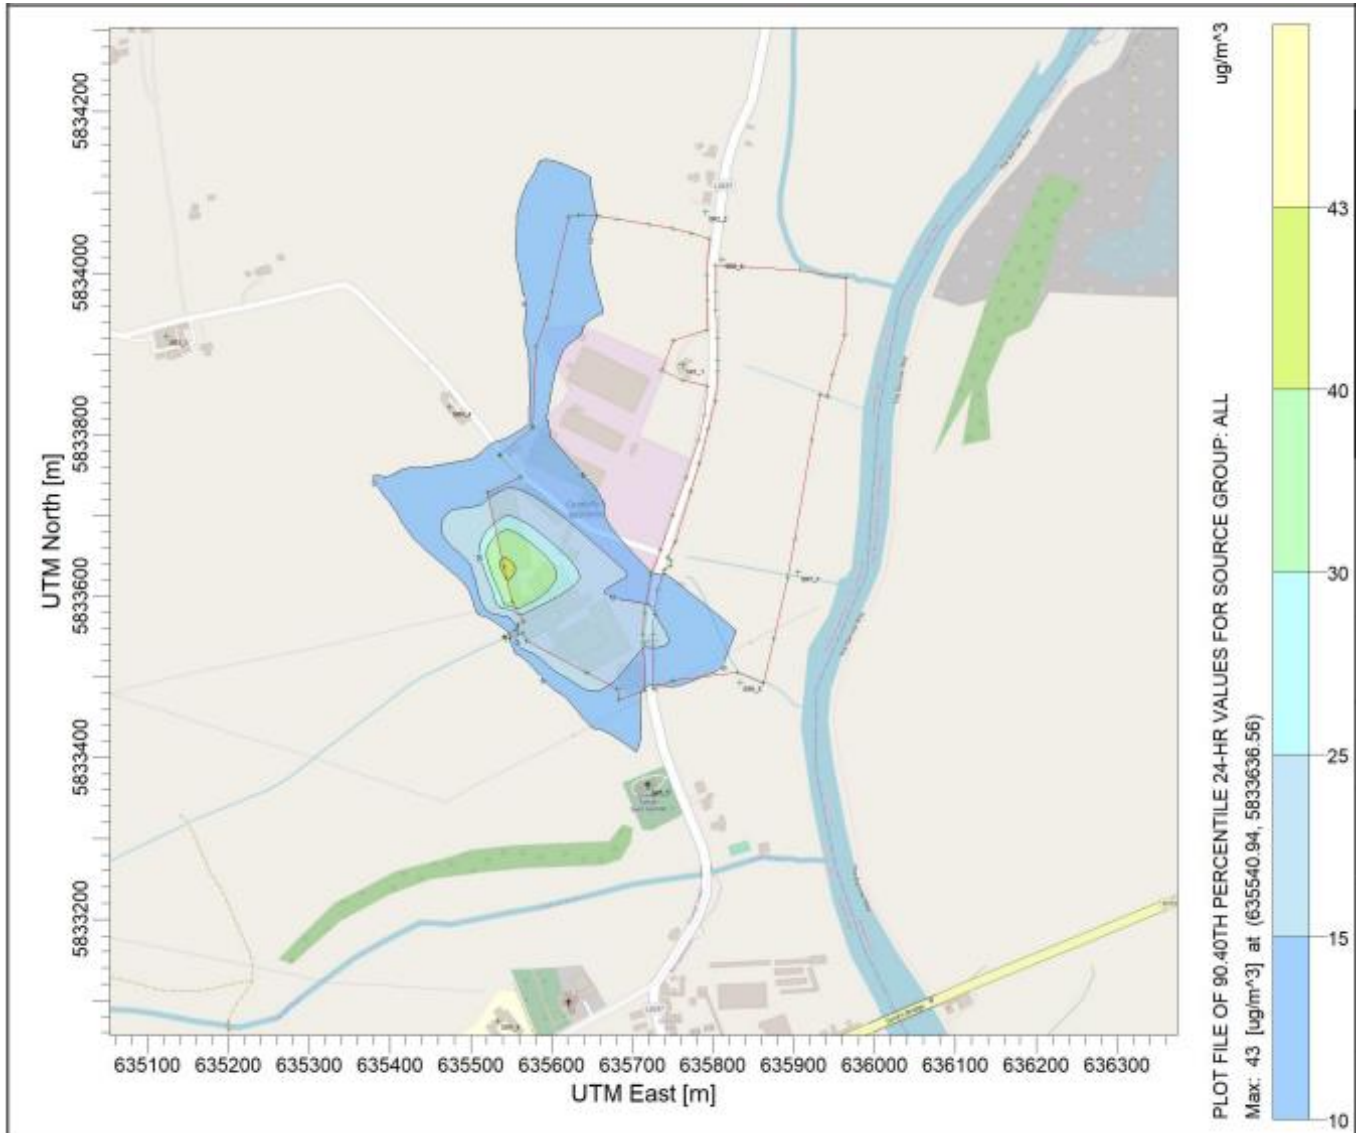 ug/m^3
5834200
5834000
5833800
5833600
5833400
5833200
UTM North [m]
635100 635200 635300 635400 635500 635600 635700 635800 635900 636000 636100 636200 636300
UTM East [m]
PLOT FILE OF 90.40TH PERCENTILE 24-HR VALUES FOR SOURCE GROUP: ALL
Max: 43 [ug/m^3] at (635540.94, 5833636.56)
43
40
30
25
15
10